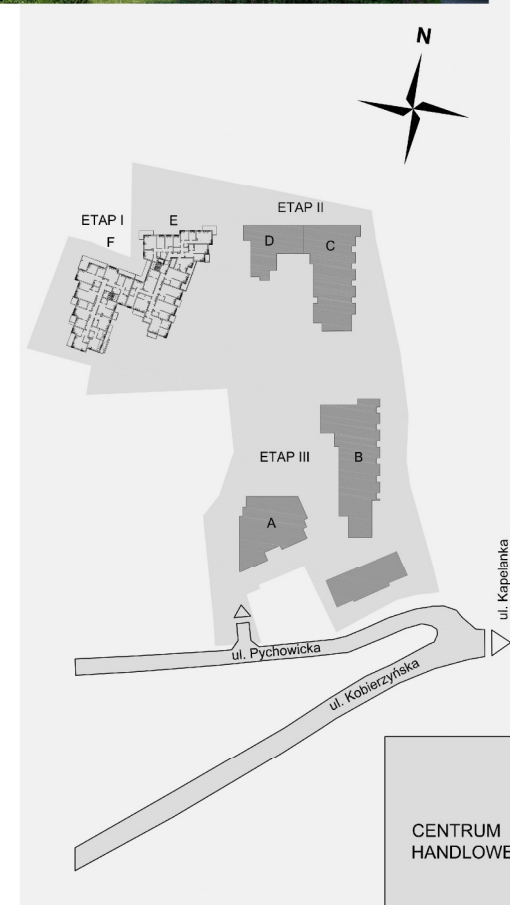 N
ETAP I
E
ETAP II
F
D
C
ETAP III
B
A
ul. Kapelanka
ul. Pychowicka
ul. Kobierzyńska
CENTRUM
HANDLOWE